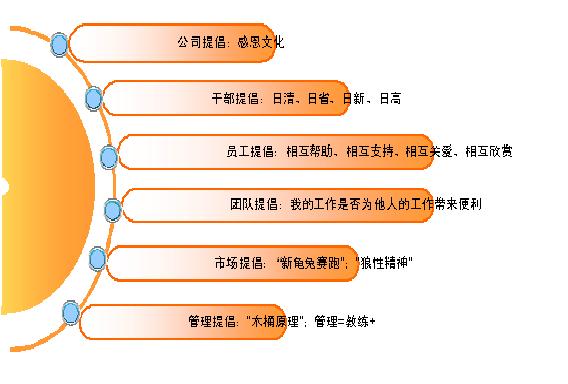 公司提倡：感恩文化
干部提倡：日清、日省、日新、日高
员工提倡：相互帮助、相互支持、相互关爱、相互欣赏
团队提倡：我的工作是否为他人的工作带来便利
市场提倡：“新龟兔赛跑”；“狼性精神”
管理提倡：“木桶原理”；管理=教练+